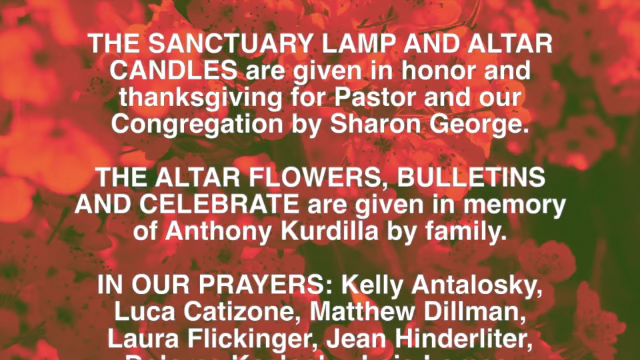 THE SANCTUARY LAMP AND ALTAR
CANDLES are given in honor and
thanksgiving for Pastor and our
Congregation by Sharon George.
THE ALTAR FLOWERS, BULLETINS
AND CELEBRATE are given in memory
of Anthony Kurdilla by family.
IN OUR PRAYERS: Kelly Antalosky,
Luca Catizone, Matthew Dillman,
Laura Flickinger, Jean Hinderliter,